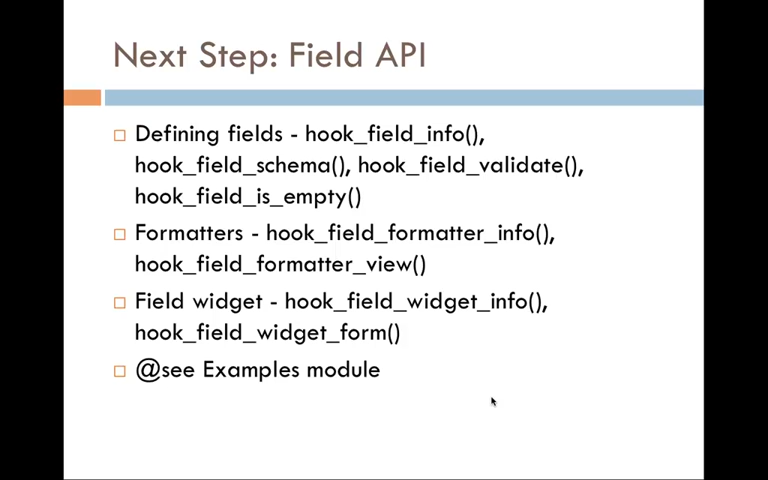 Next Step: Field API
Defining fields - hook_field_info(),
hook_field_schema(), hook_field_validate(),
hook_field_is_empty()
Formatters - hook_field_formatter_info(),
hook_field_formatter_view()
Field widget - hook_field_widget_info(),
hook_field_widget_form()
@see Examples module